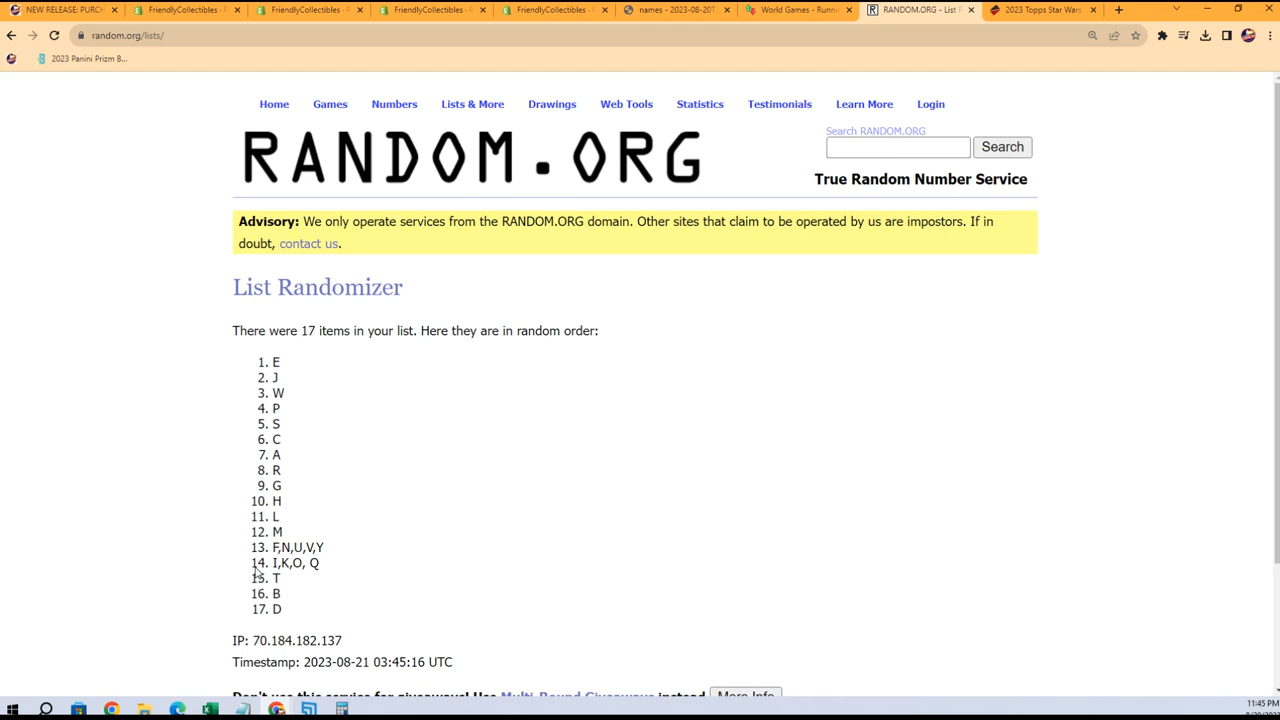 NEW RELEASE: PURCH
FriendlyCollectibles - P
FriendlyCollectibles - P
FriendlyCollectibles - P
FriendlyCollectibles - P
names - 2023-08-20T
World Games - Runni
RANDOM.ORG - List R
2023 Topps Star Wars
random.org/lists/
2023 Panini Prizm B...
Home Games Numbers Lists & More Drawings Web Tools Statistics Testimonials Learn More Login
RANDOM.ORG
Search RANDOM.ORG
Search
True Random Number Service
Advisory: We only operate services from the RANDOM.ORG domain. Other sites that claim to be operated by us are impostors. If in
doubt, contact us.
List Randomizer
There were 17 items in your list. Here they are in random order:
1. E
2. J
3. W
4. P
5. S
6. C
7. A
8. R
9. G
10. H
11. L
12. M
13. F,N,U,V,Y
14. I,K,O, Q
15. T
16. B
17. D
IP: 70.184.182.137
Timestamp: 2023-08-21 03:45:16 UTC
Don't use this service for giveaways! Use Multi-Round Giveaways instead More Info
11:45 PM